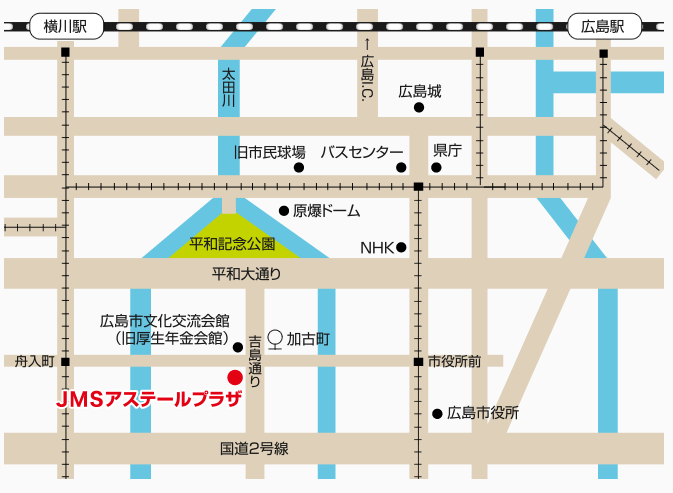 横川駅
広島駅
←広島I.C.
太田川
広島城
旧市民球場
バスセンター
県庁
原爆ドーム
平和記念公園
NHK
平和大通り
広島市文化交流会館
（旧厚生年金会館）
吉島通り
加古町
舟入町
市役所前
JMSアステールプラザ
広島市役所
国道2号線